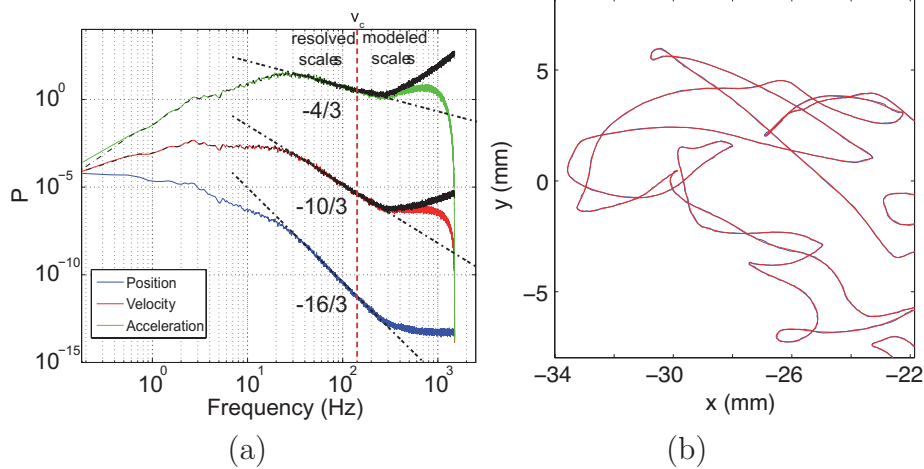 ν_c
resolved scales
modeled scales
10^0
10^-5
10^-10
10^-15
P
-4/3
-10/3
-16/3
Position
Velocity
Acceleration
10^0
10^1
10^2
10^3
Frequency (Hz)
(a)
y (mm)
5
0
−5
−34
−30
−26
−22
x (mm)
(b)